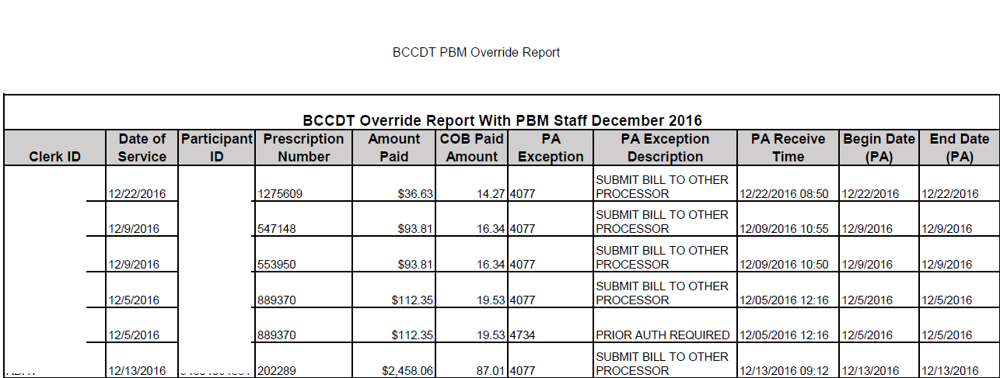 BCCDT PBM Override Report
BCCDT Override Report With PBM Staff December 2016
Clerk ID Date of Service Participant ID Prescription Number Amount Paid COB Paid Amount PA Exception PA Exception Description PA Receive Time Begin Date (PA) End Date (PA)
12/22/2016 1275609 $36.63 14.27 4077 SUBMIT BILL TO OTHER PROCESSOR 12/22/2016 08:50 12/22/2016 12/22/2016
12/9/2016 547148 $93.81 16.34 4077 SUBMIT BILL TO OTHER PROCESSOR 12/09/2016 10:55 12/9/2016 12/9/2016
12/9/2016 553950 $93.81 16.34 4077 SUBMIT BILL TO OTHER PROCESSOR 12/09/2016 10:50 12/9/2016 12/9/2016
12/5/2016 889370 $112.35 19.53 4077 SUBMIT BILL TO OTHER PROCESSOR 12/05/2016 12:16 12/5/2016 12/5/2016
12/5/2016 889370 $112.35 19.53 4734 PRIOR AUTH REQUIRED 12/05/2016 12:16 12/5/2016 12/5/2016
12/13/2016 202289 $2,458.06 87.01 4077 SUBMIT BILL TO OTHER PROCESSOR 12/13/2016 09:12 12/13/2016 12/13/2016